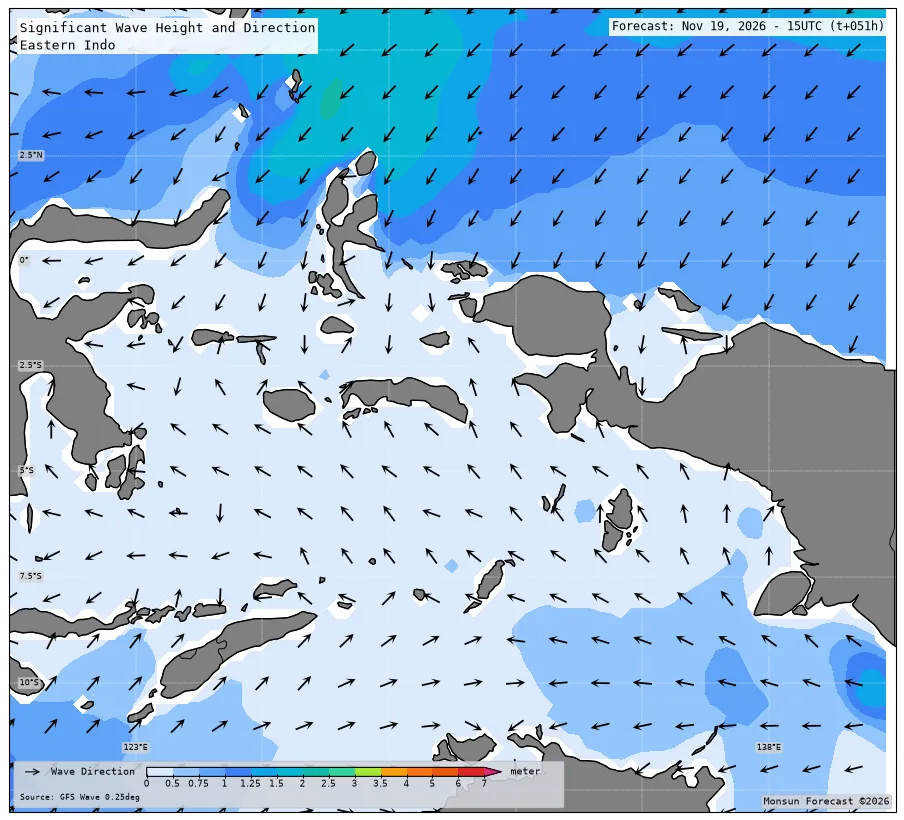 Significant Wave Height and Direction
Eastern Indo
Forecast: Nov 19, 2026 - 15UTC (t+051h)
2.5°N
0°
2.5°S
5°S
7.5°S
10°S
123°E
138°E
Wave Direction
meter
0 0.5 0.75 1 1.25 1.5 2 2.5 3 3.5 4 5 6 7
Source: GFS Wave 0.25deg
Monsun Forecast ©2026